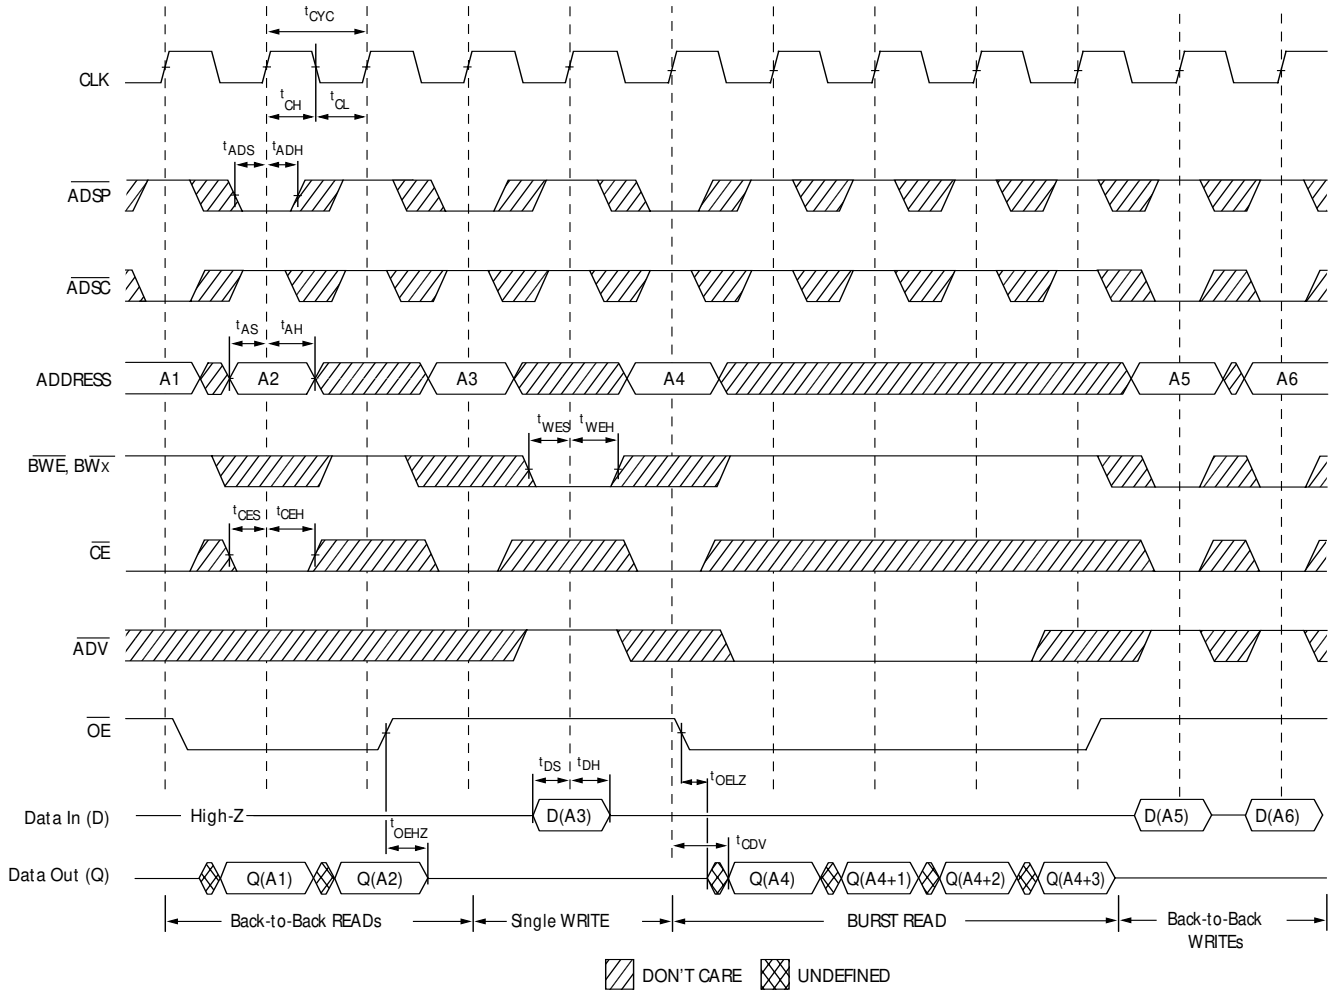 tCYC
CLK
tCH
tCL
tADS
tADH
ADSP
ADSC
tAS
tAH
ADDRESS
A1
A2
A3
A4
A5
A6
tWES
tWEH
BWE, BWx
tCES
tCEH
CE
ADV
OE
tDS
tDH
tOELZ
Data In (D)
High-Z
D(A3)
D(A5)
D(A6)
tOEHZ
tCDV
Data Out (Q)
Q(A1)
Q(A2)
Q(A4)
Q(A4+1)
Q(A4+2)
Q(A4+3)
Back-to-Back READs
Single WRITE
BURST READ
Back-to-Back
WRITEs
DON'T CARE
UNDEFINED